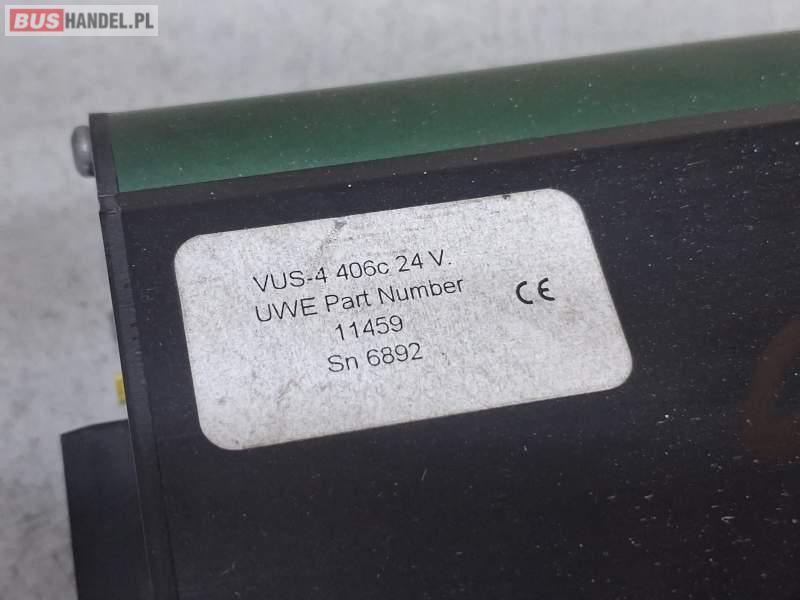 BUSHANDEL.PL
VUS-4 406c 24 V.
UWE Part Number
11459
Sn 6892
CE